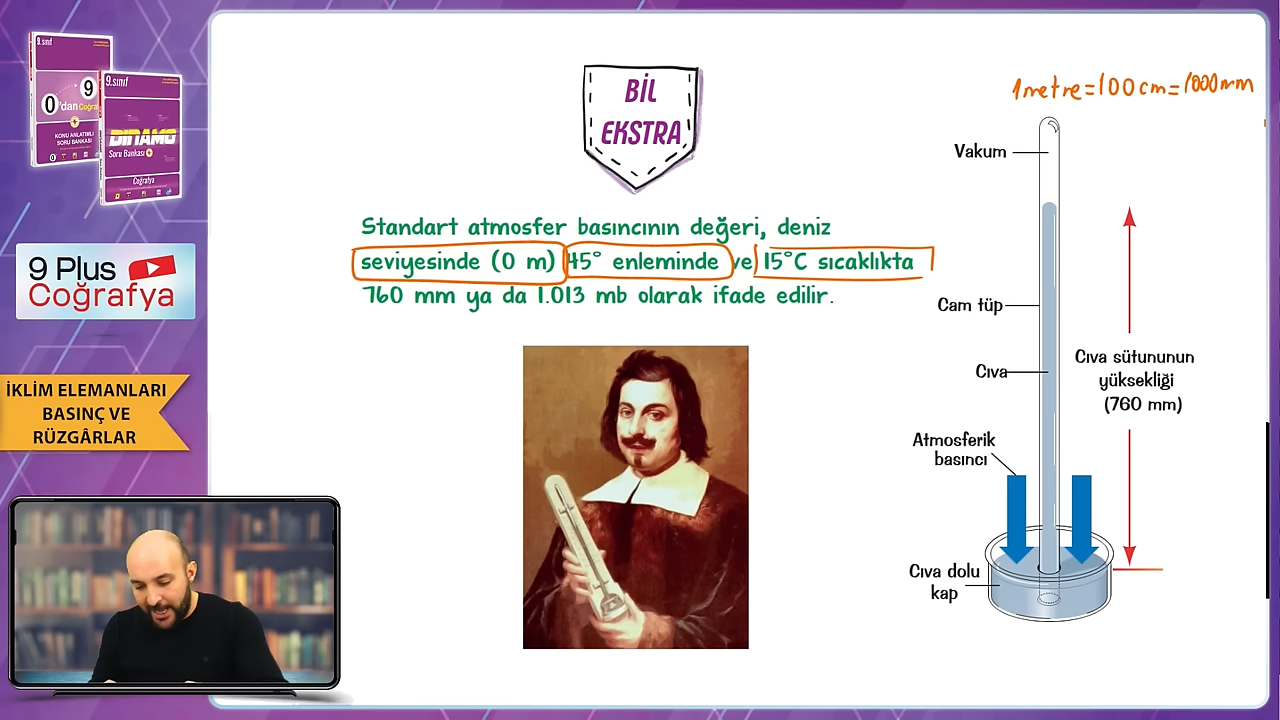 9.sınıf
0'dan 9
KONU ANLATIMLI
SORU BANKASI
9.sınıf
DİNAMO
Soru Bankası
Coğrafya
9 Plus
Coğrafya
İKLİM ELEMANLARI
BASINÇ VE
RÜZGÂRLAR
BİL
EKSTRA
Standart atmosfer basıncının değeri, deniz
seviyesinde (0 m) 45° enleminde ve 15°C sıcaklıkta
760 mm ya da 1.013 mb olarak ifade edilir.
1 metre = 100 cm = 1000 mm
Vakum
Cam tüp
Cıva
Cıva sütununun
yüksekliği
(760 mm)
Atmosferik
basıncı
Cıva dolu
kap